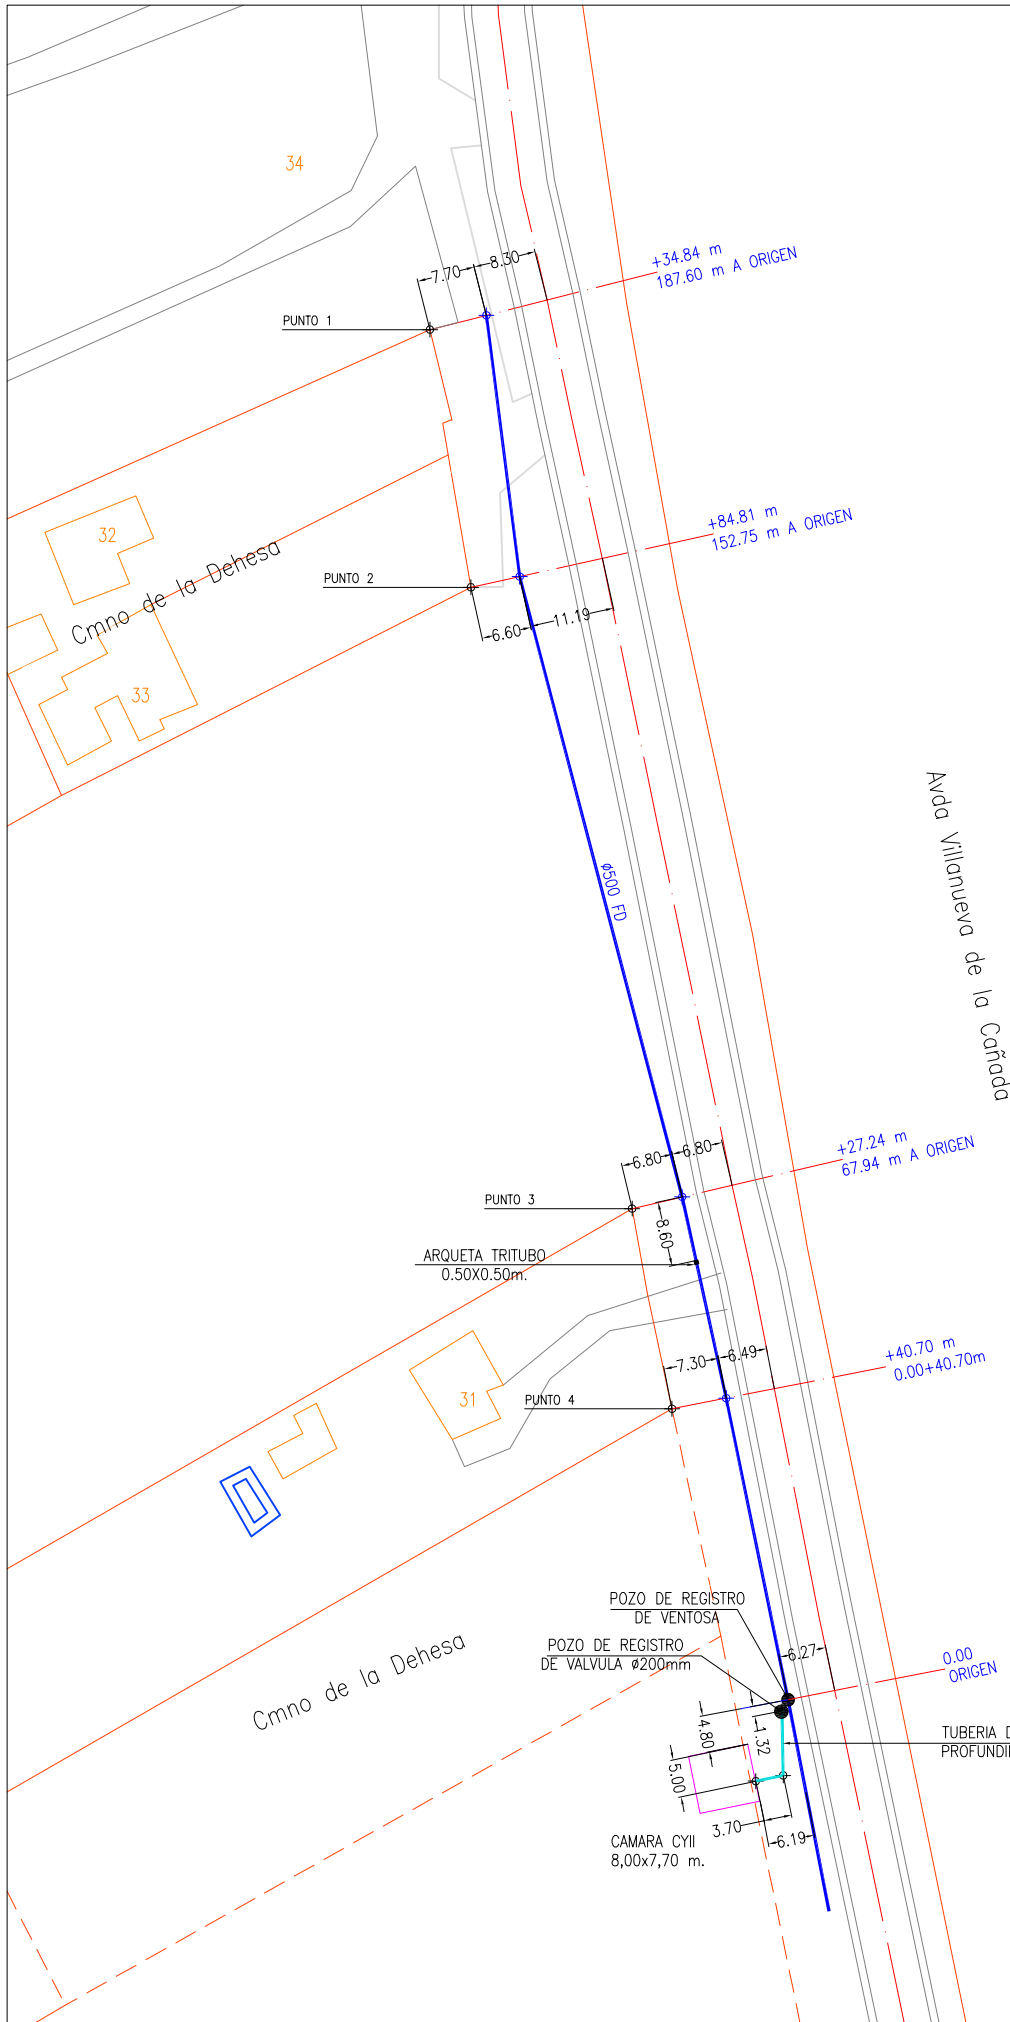 34
+34.84 m
187.60 m A ORIGEN
7.70
8.30
PUNTO 1
+84.81 m
152.75 m A ORIGEN
32
Cmno de la Dehesa
PUNTO 2
6.60
11.19
33
Avda Villanueva de la Cañada
ø500 FD
+27.24 m
67.94 m A ORIGEN
6.80
6.80
PUNTO 3
8.60
ARQUETA TRITUBO
0.50X0.50m.
+40.70 m
0.00+40.70m
7.30
6.49
31
PUNTO 4
POZO DE REGISTRO
DE VENTOSA
POZO DE REGISTRO
DE VALVULA ø200mm
6.27
0.00
ORIGEN
Cmno de la Dehesa
4.80
1.32
5.00
TUBERIA
3.70
6.19
CAMARA CYII
8,00x7,70 m.